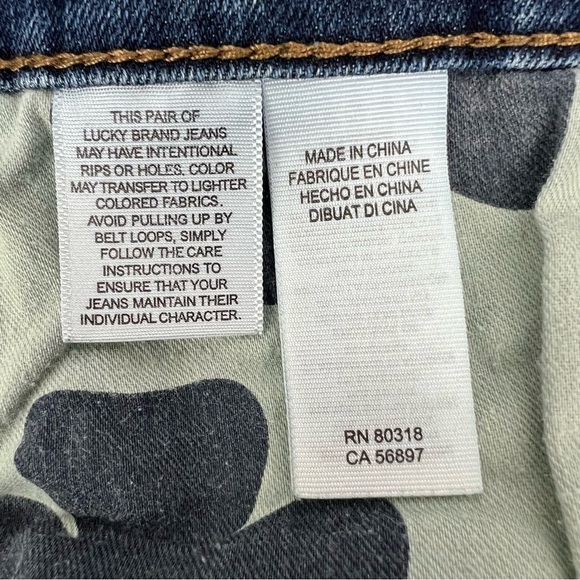 THIS PAIR OF
LUCKY BRAND JEANS
MAY HAVE INTENTIONAL
RIPS OR HOLES, COLOR
MAY TRANSFER TO LIGHTER
COLORED FABRICS.
AVOID PULLING UP BY
BELT LOOPS, SIMPLY
FOLLOW THE CARE
INSTRUCTIONS TO
ENSURE THAT YOUR
JEANS MAINTAIN THEIR
INDIVIDUAL CHARACTER.
MADE IN CHINA
FABRIQUE EN CHINE
HECHO EN CHINA
DIBUAT DI CINA
RN 80318
CA 56897